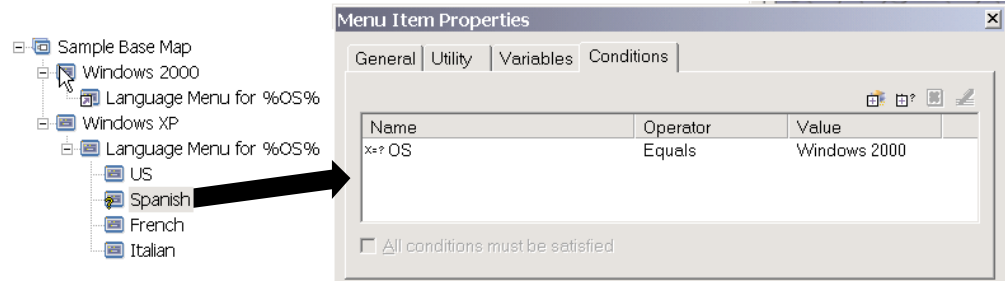 Sample Base Map
Windows 2000
Language Menu for %OS%
Windows XP
Language Menu for %OS%
US
Spanish
French
Italian
Menu Item Properties
General Utility Variables Conditions
Name Operator Value
X=? OS Equals Windows 2000
All conditions must be satisfied